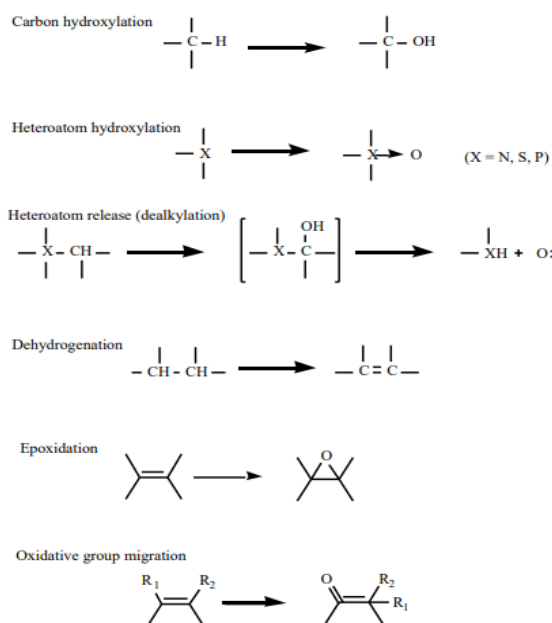 Carbon hydroxylation
C – H C – OH
Heteroatom hydroxylation
X X O (X = N, S, P)
Heteroatom release (dealkylation)
OH
X - CH X - C XH + O:
Dehydrogenation
CH - CH C = C
Epoxidation
O
Oxidative group migration
R1 R2 O R2
R1